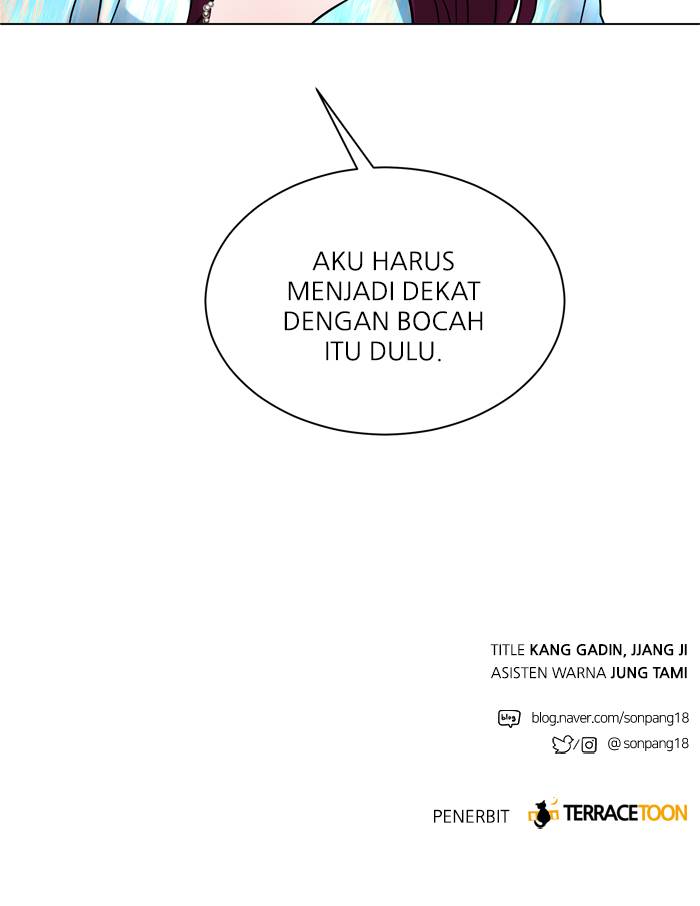 AKU HARUS
MENJADI DEKAT
DENGAN BOCAH
ITU DULU.
TITLE KANG GADIN, JJANG JI
ASISTEN WARNA JUNG TAMI
blog blog.naver.com/sonpang18
/ @sonpang18
PENERBIT TERRACETOON